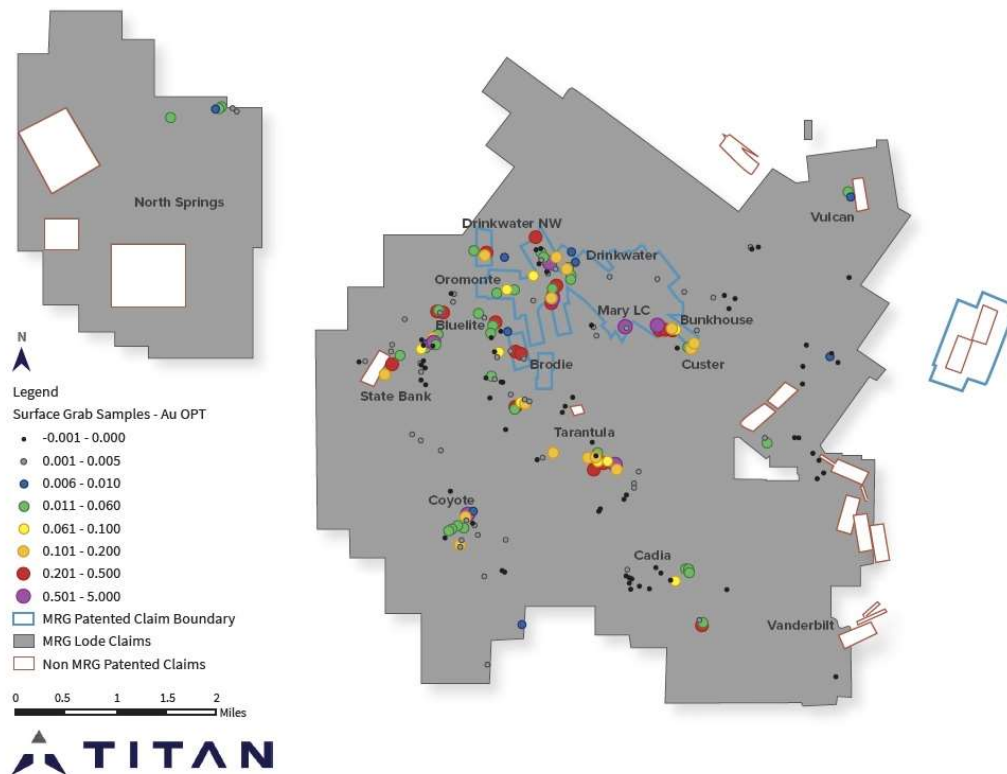 North Springs
Drinkwater NW
Vulcan
Drinkwater
Oromonte
Mary LC
Bunkhouse
Bluelite
Brodie
Custer
State Bank
Tarantula
Coyote
Cadia
Vanderbilt
N
Legend
Surface Grab Samples - Au OPT
-0.001 - 0.000
0.001 - 0.005
0.006 - 0.010
0.011 - 0.060
0.061 - 0.100
0.101 - 0.200
0.201 - 0.500
0.501 - 5.000
MRG Patented Claim Boundary
MRG Lode Claims
Non MRG Patented Claims
0 0.5 1 1.5 2
Miles
TITAN